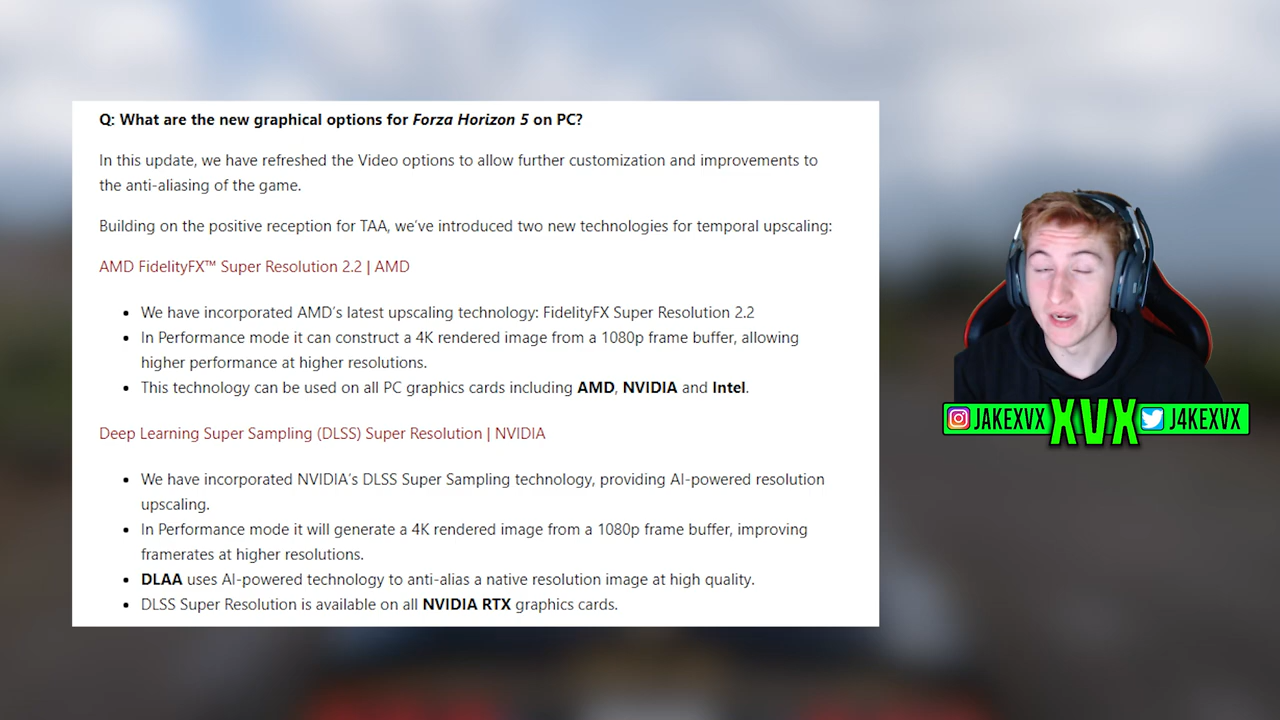 Q: What are the new graphical options for Forza Horizon 5 on PC?
In this update, we have refreshed the Video options to allow further customization and improvements to
the anti-aliasing of the game.
Building on the positive reception for TAA, we've introduced two new technologies for temporal upscaling:
AMD FidelityFX™ Super Resolution 2.2 | AMD
• We have incorporated AMD's latest upscaling technology: FidelityFX Super Resolution 2.2
• In Performance mode it can construct a 4K rendered image from a 1080p frame buffer, allowing
higher performance at higher resolutions.
• This technology can be used on all PC graphics cards including AMD, NVIDIA and Intel.
Deep Learning Super Sampling (DLSS) Super Resolution | NVIDIA
• We have incorporated NVIDIA's DLSS Super Sampling technology, providing AI-powered resolution
upscaling.
• In Performance mode it will generate a 4K rendered image from a 1080p frame buffer, improving
framerates at higher resolutions.
• DLAA uses AI-powered technology to anti-alias a native resolution image at high quality.
• DLSS Super Resolution is available on all NVIDIA RTX graphics cards.
JAKEXVX XVX J4KEXVX